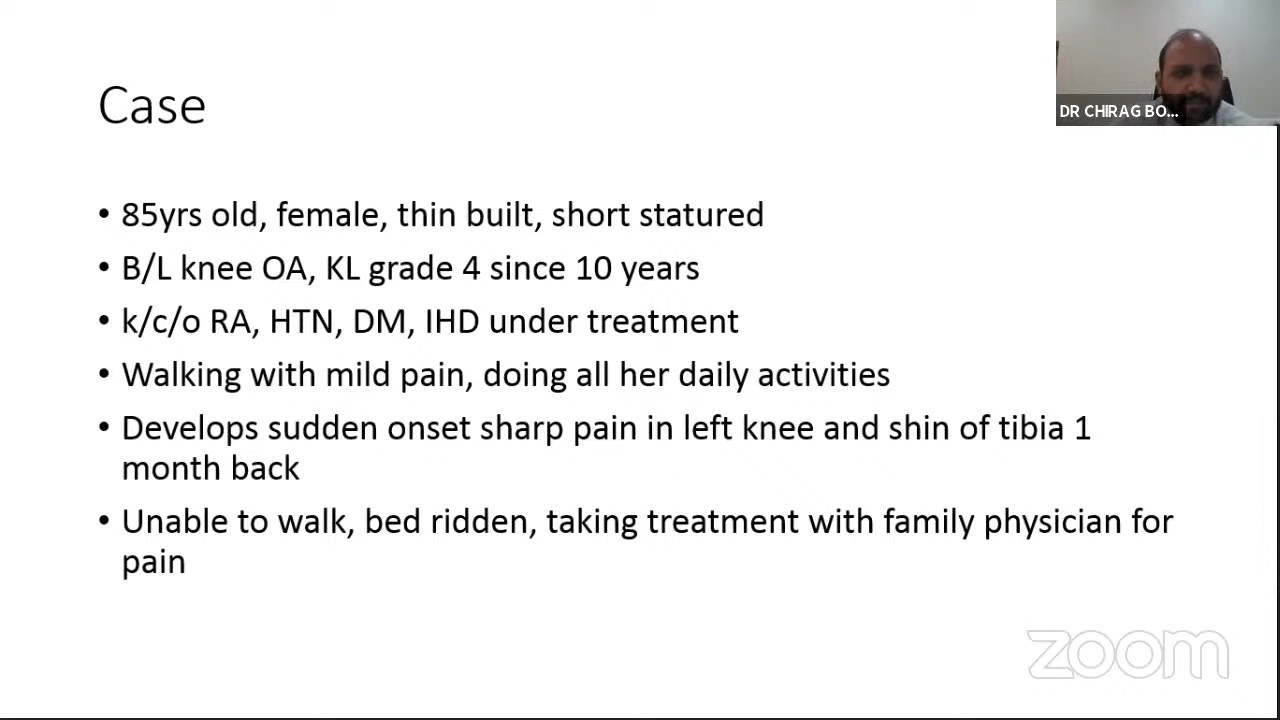 Case
DR CHIRAG BO...
• 85yrs old, female, thin built, short statured
• B/L knee OA, KL grade 4 since 10 years
• k/c/o RA, HTN, DM, IHD under treatment
• Walking with mild pain, doing all her daily activities
• Develops sudden onset sharp pain in left knee and shin of tibia 1
month back
• Unable to walk, bed ridden, taking treatment with family physician for
pain
zoom